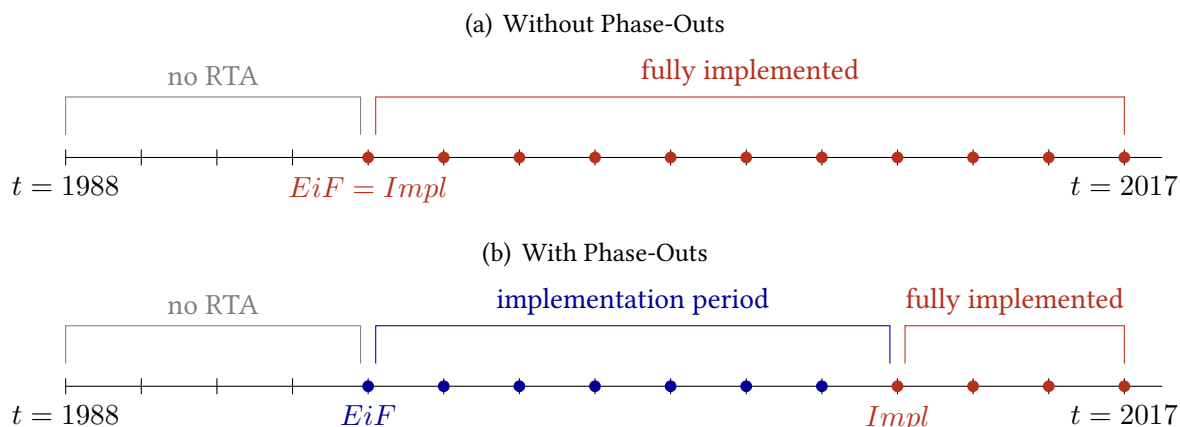 (a) Without Phase-Outs
no RTA
fully implemented
t = 1988
EiF = Impl
t = 2017
(b) With Phase-Outs
no RTA
implementation period
fully implemented
t = 1988
EiF
Impl
t = 2017